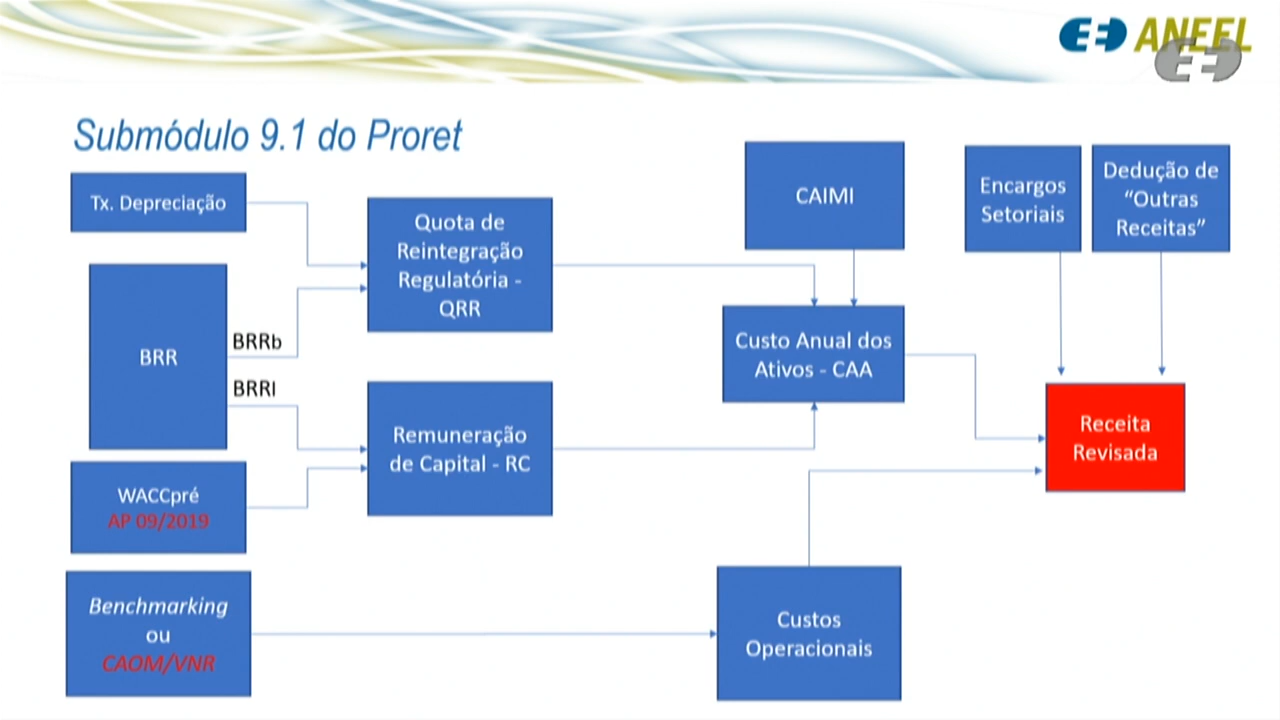 ANEEL
Submódulo 9.1 do Proret
Tx. Depreciação
Quota de
Reintegração
Regulatória -
QRR
CAIMI
Encargos
Setoriais
Dedução de
“Outras
Receitas”
BRR
BRRb
BRRl
Custo Anual dos
Ativos - CAA
Remuneração
de Capital - RC
Receita
Revisada
WACCpré
AP 09/2019
Benchmarking
ou
CAOM/VNR
Custos
Operacionais